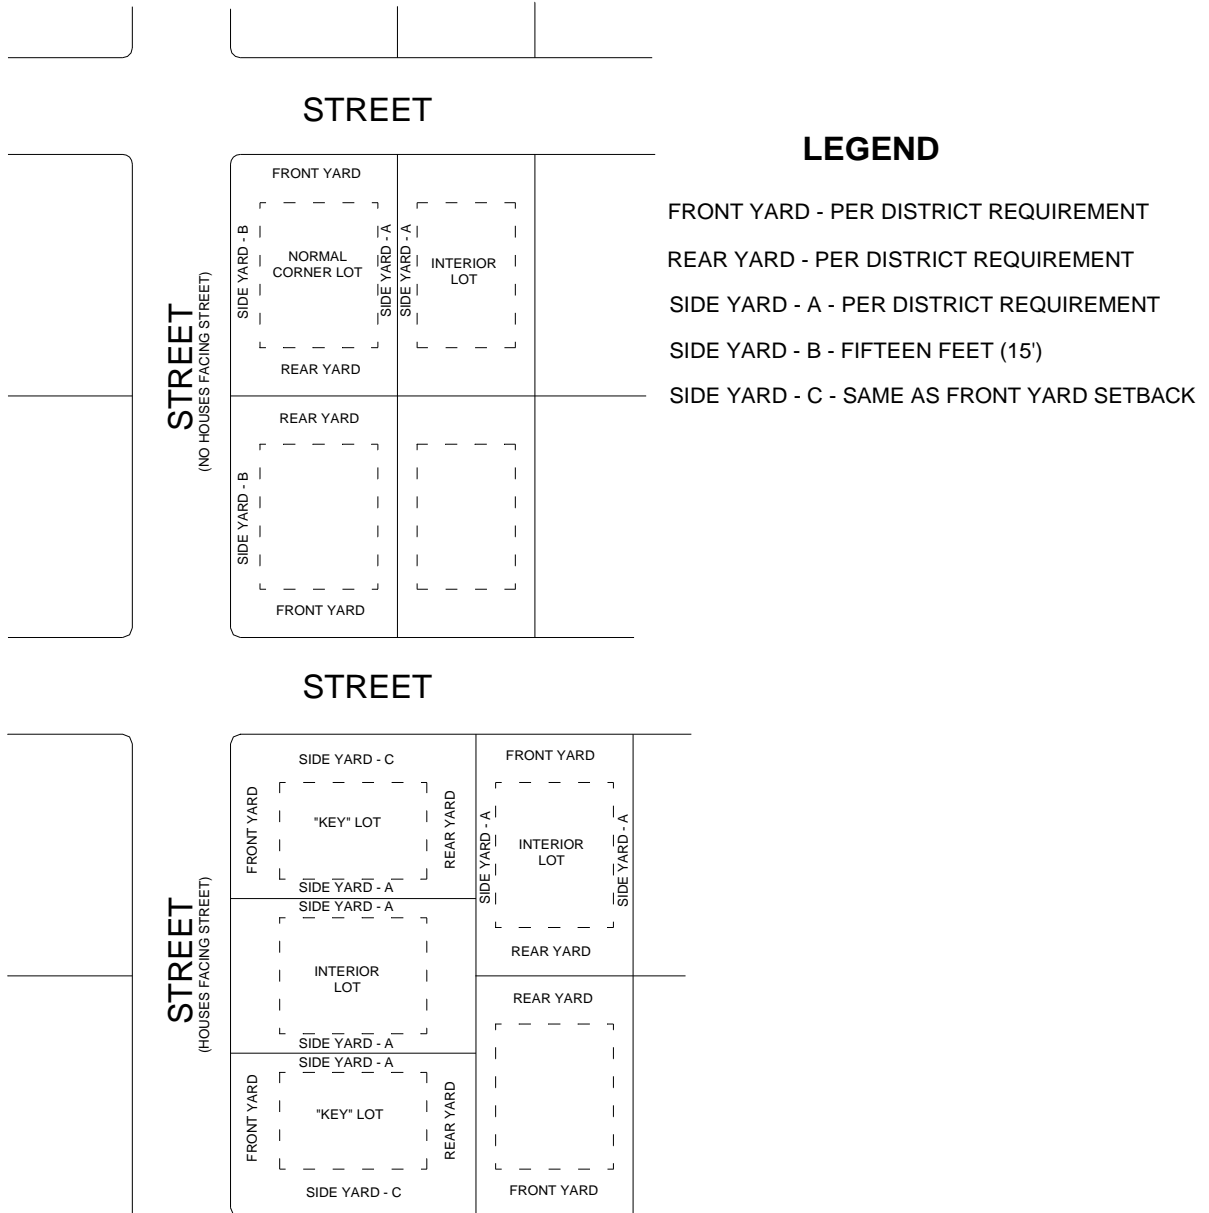 STREET
LEGEND
FRONT YARD - PER DISTRICT REQUIREMENT
REAR YARD - PER DISTRICT REQUIREMENT
SIDE YARD - A - PER DISTRICT REQUIREMENT
SIDE YARD - B - FIFTEEN FEET (15')
SIDE YARD - C - SAME AS FRONT YARD SETBACK
FRONT YARD
SIDE YARD - B
NORMAL
CORNER LOT
SIDE YARD - A
SIDE YARD - A
INTERIOR
LOT
REAR YARD
STREET
(NO HOUSES FACING STREET)
REAR YARD
SIDE YARD - B
FRONT YARD
STREET
SIDE YARD - C
FRONT YARD
"KEY" LOT
REAR YARD
SIDE YARD - A
FRONT YARD
SIDE YARD - A
INTERIOR
LOT
SIDE YARD - A
REAR YARD
STREET
(HOUSES FACING STREET)
SIDE YARD - A
INTERIOR
LOT
SIDE YARD - A
SIDE YARD - A
FRONT YARD
"KEY" LOT
REAR YARD
SIDE YARD - C
REAR YARD
FRONT YARD